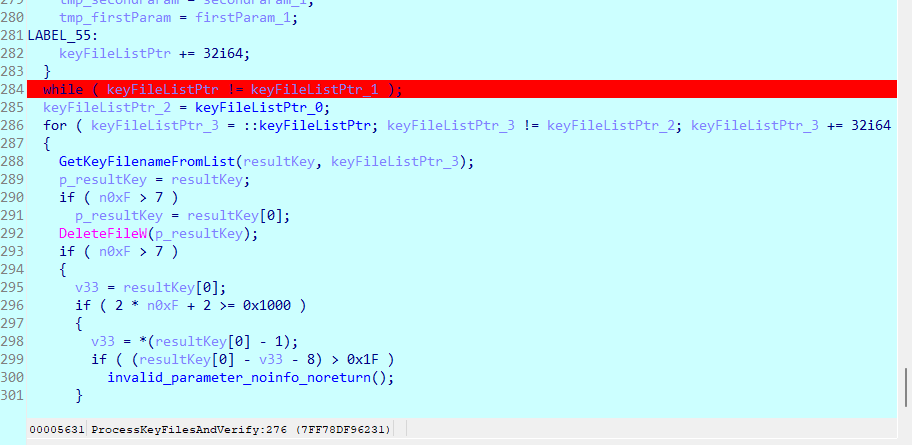 279 tmp_secondParam = secondParam_1;
280 tmp_firstParam = firstParam_1;
281 LABEL_55:
282 keyFileListPtr += 32i64;
283 }
284 while ( keyFileListPtr != keyFileListPtr_1 );
285 keyFileListPtr_2 = keyFileListPtr_0;
286 for ( keyFileListPtr_3 = ::keyFileListPtr; keyFileListPtr_3 != keyFileListPtr_2; keyFileListPtr_3 += 32i64
287 {
288 GetKeyFilenameFromList(resultKey, keyFileListPtr_3);
289 p_resultKey = resultKey;
290 if ( n0xF > 7 )
291 p_resultKey = resultKey[0];
292 DeleteFileW(p_resultKey);
293 if ( n0xF > 7 )
294 {
295 v33 = resultKey[0];
296 if ( 2 * n0xF + 2 >= 0x1000 )
297 {
298 v33 = *(resultKey[0] - 1);
299 if ( (resultKey[0] - v33 - 8) > 0x1F )
300 invalid_parameter_noinfo_noreturn();
301 }
00005631 ProcessKeyFilesAndVerify:276 (7FF78DF96231)